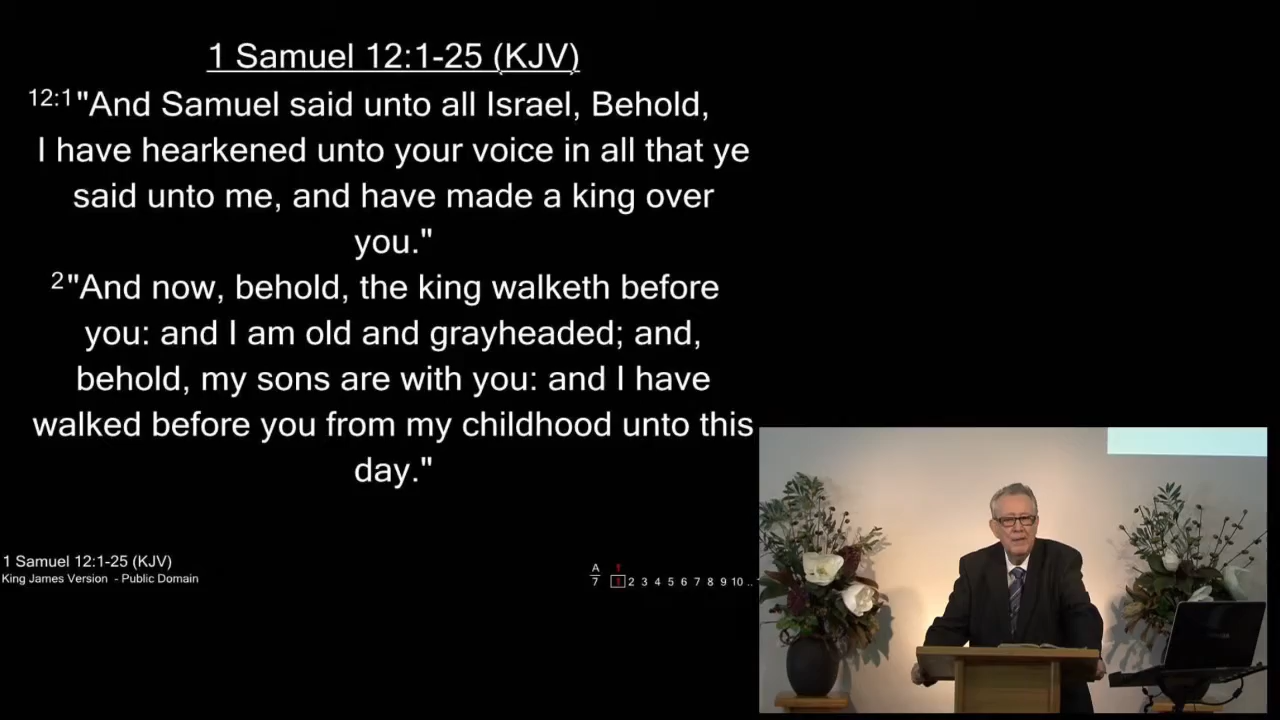 1 Samuel 12:1-25 (KJV)
12:1"And Samuel said unto all Israel, Behold,
I have hearkened unto your voice in all that ye
said unto me, and have made a king over
you."
2"And now, behold, the king walketh before
you: and I am old and grayheaded; and,
behold, my sons are with you: and I have
walked before you from my childhood unto this
day."
1 Samuel 12:1-25 (KJV)
King James Version - Public Domain
A
7
1 2 3 4 5 6 7 8 9 10 ..